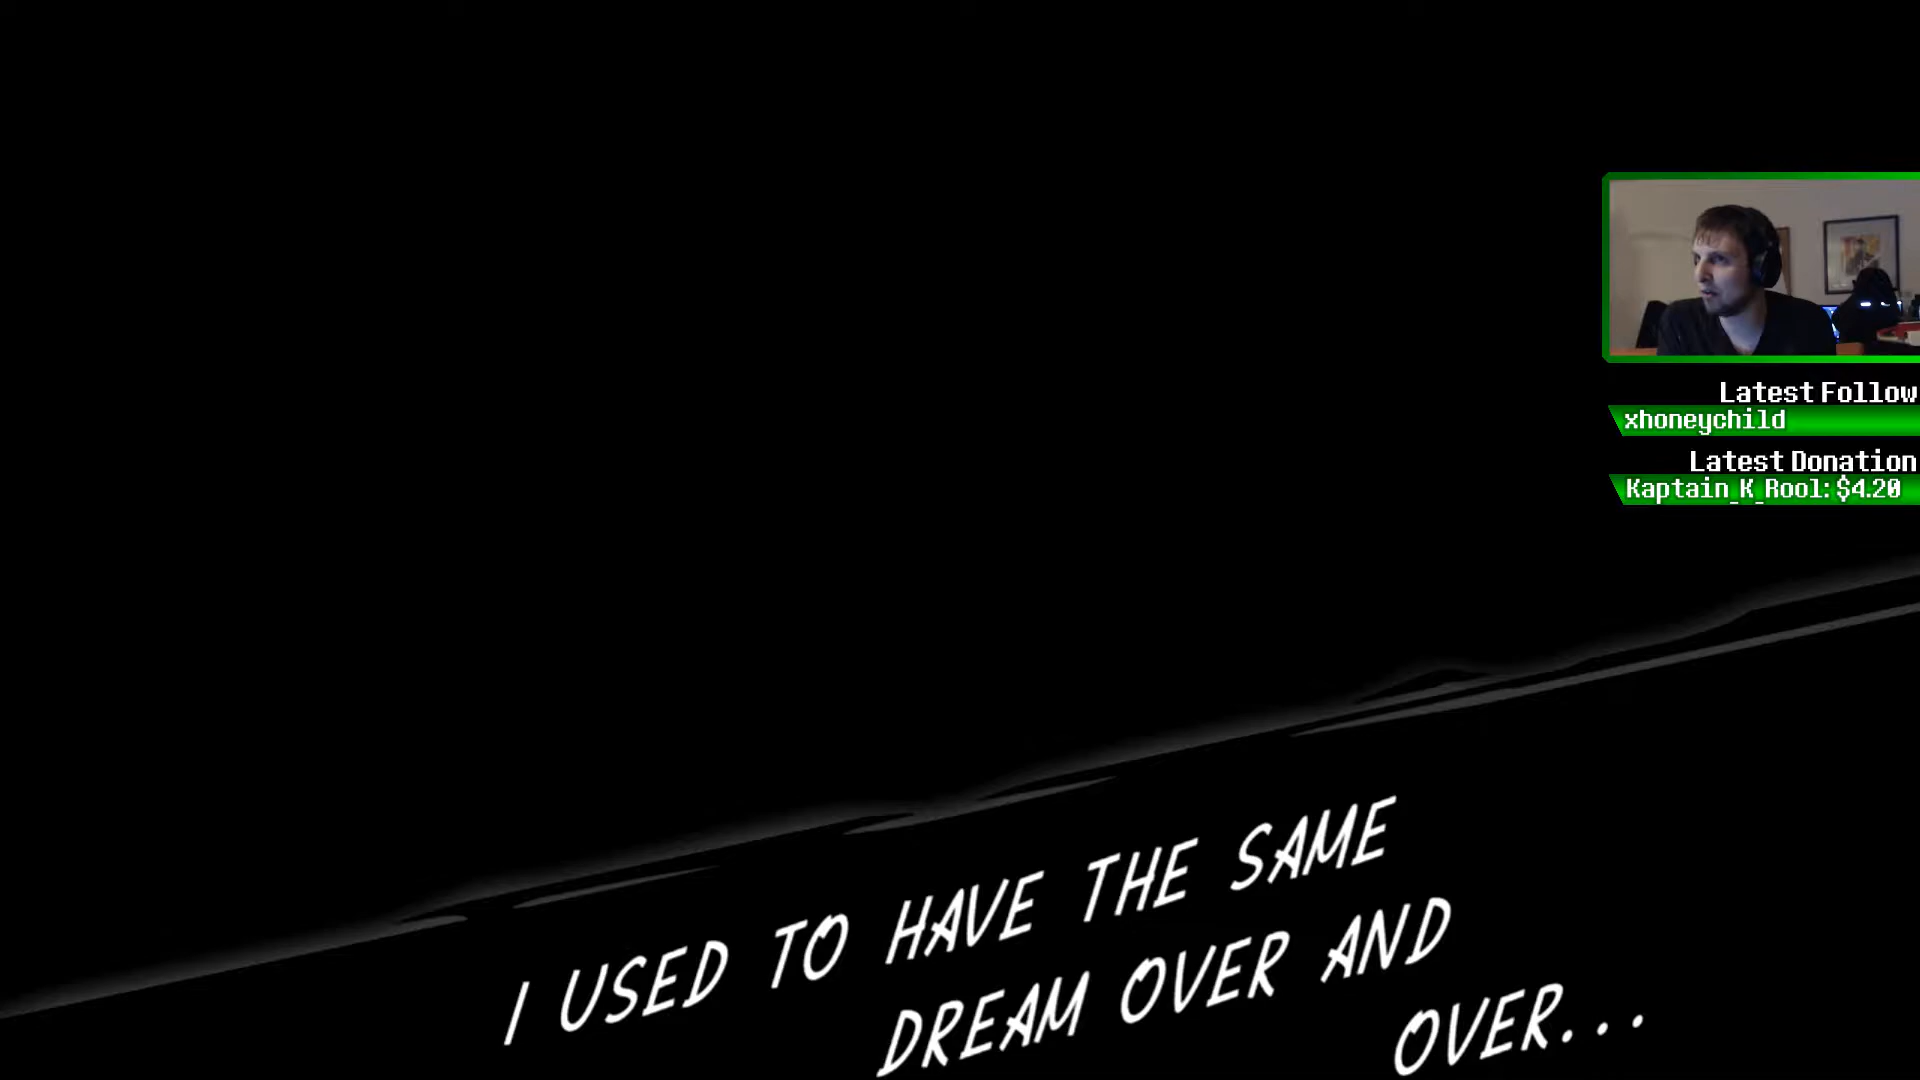 Latest Follow
xhoneychild
Latest Donation
Kaptain_K_Rool: $4.20
I USED TO HAVE THE SAME
DREAM OVER AND
OVER...